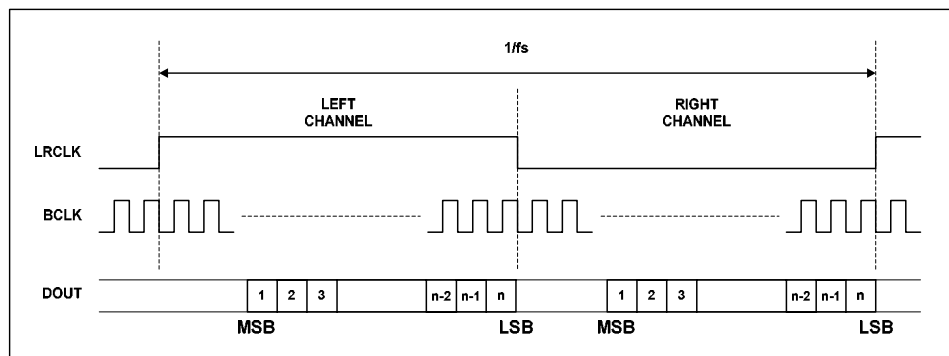 1/fs
LEFT
CHANNEL
RIGHT
CHANNEL
LRCLK
BCLK
DOUT
1 2 3 n-2 n-1 n 1 2 3 n-2 n-1 n
MSB LSB MSB LSB